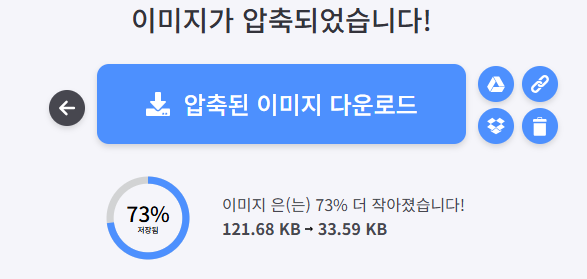 이미지가 압축되었습니다!
압축된 이미지 다운로드
73%
저장됨
이미지 은(는) 73% 더 작아졌습니다!
121.68 KB → 33.59 KB